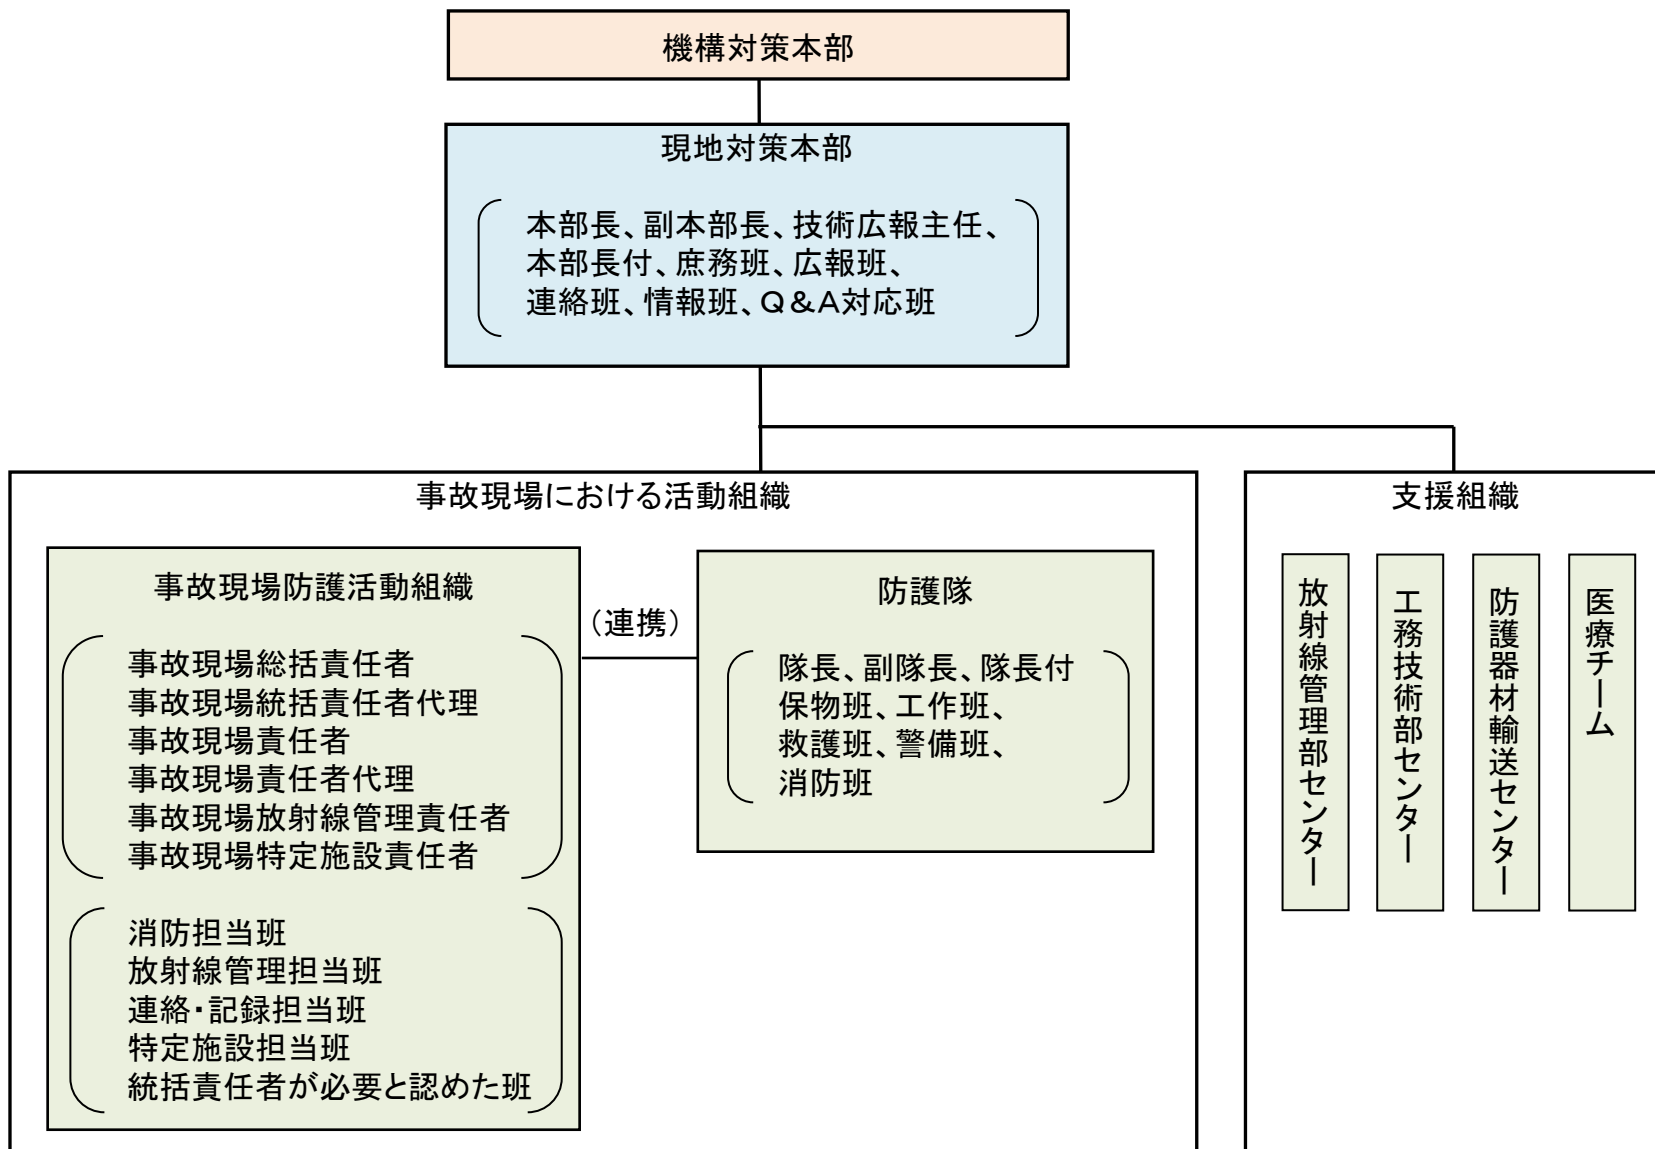 機構対策本部
現地対策本部
本部長、副本部長、技術広報主任、
本部長付、庶務班、広報班、
連絡班、情報班、Q&A対応班
事故現場における活動組織
事故現場防護活動組織
事故現場総括責任者
事故現場統括責任者代理
事故現場責任者
事故現場責任者代理
事故現場放射線管理責任者
事故現場特定施設責任者
消防担当班
放射線管理担当班
連絡・記録担当班
特定施設担当班
統括責任者が必要と認めた班
（連携）
防護隊
隊長、副隊長、隊長付
保物班、工作班、
救護班、警備班、
消防班
支援組織
放射線管理部センター
工務技術部センター
防護器材輸送センター
医療チーム